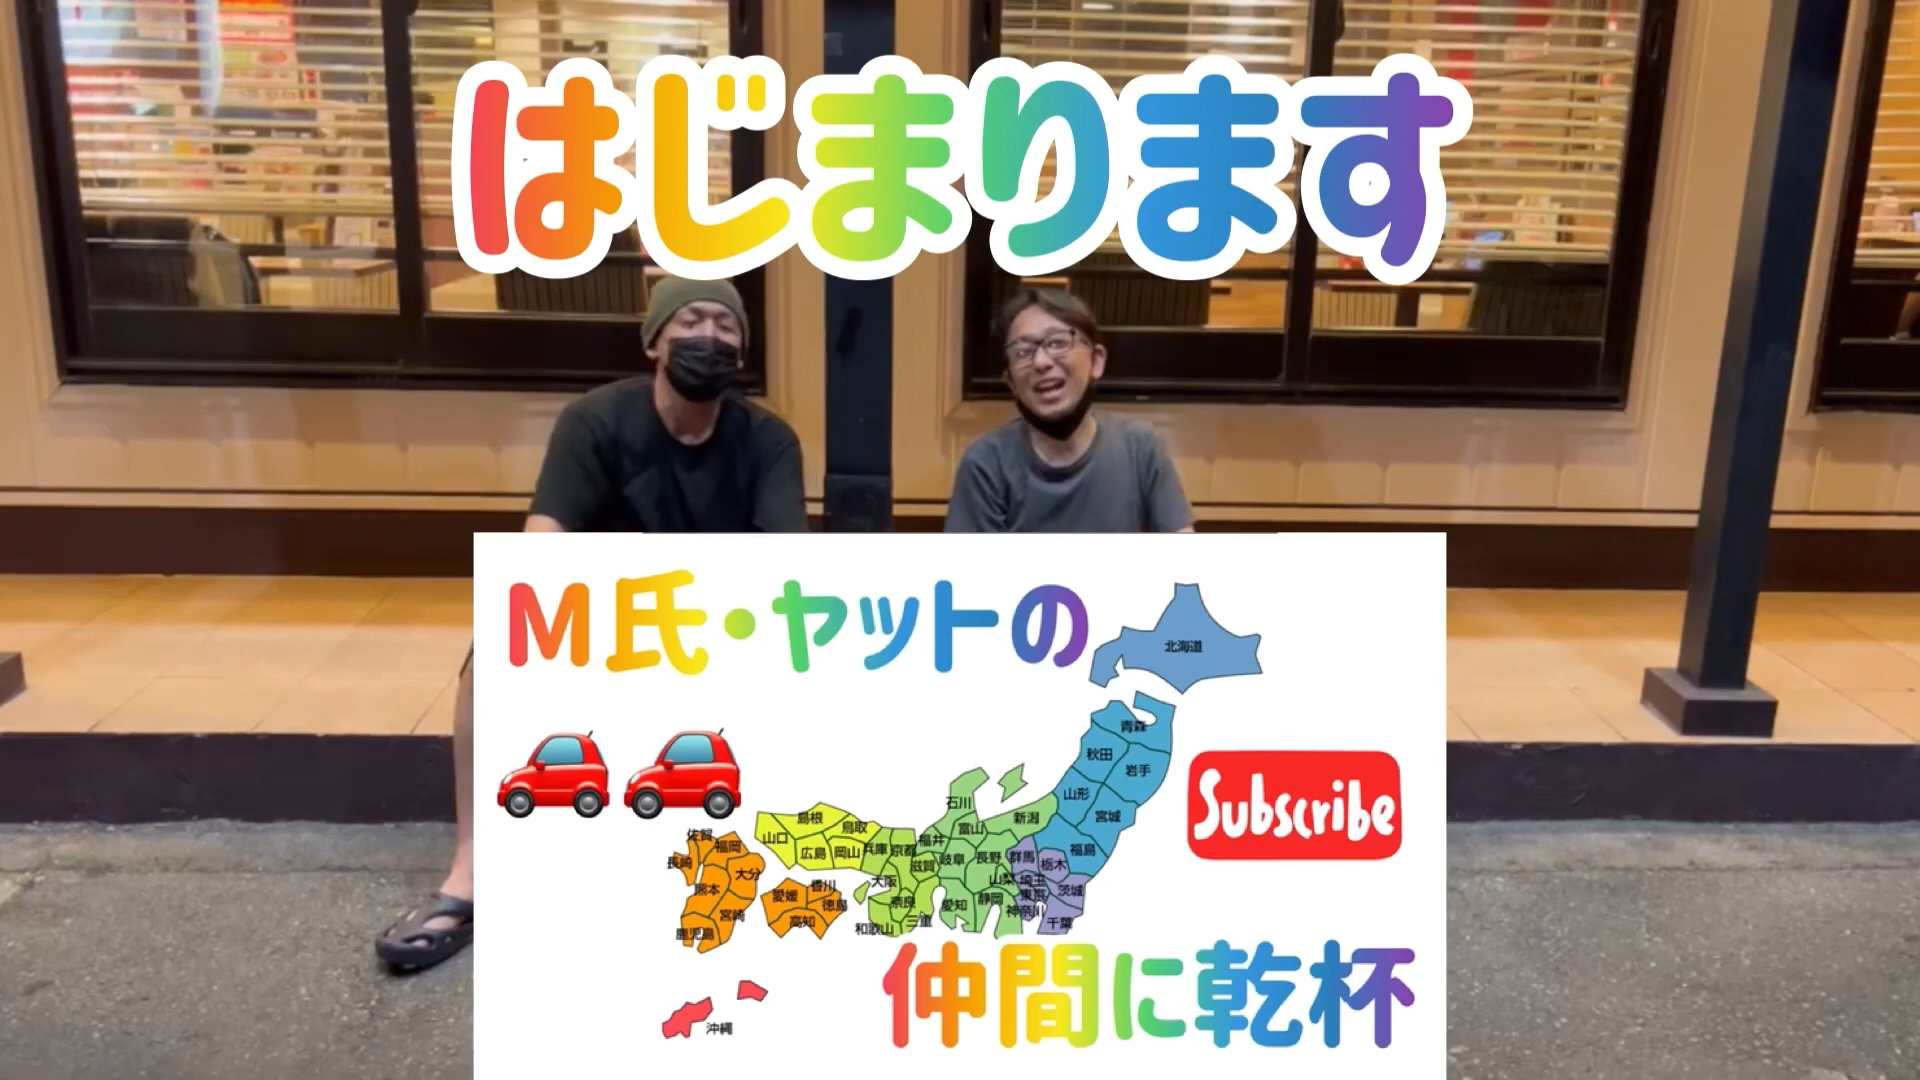 はじまります
M氏・ヤットの
北海道
青森
秋田
岩手
山形
宮城
石川
新潟
富山
福島
島根
鳥取
山口
広島
岡山
兵庫
京都
福井
滋賀
岐阜
長野
群馬
栃木
佐賀
福岡
長崎
大分
熊本
宮崎
鹿児島
愛媛
香川
徳島
高知
大阪
奈良
和歌山
三重
愛知
静岡
山梨
埼玉
東京
神奈川
茨城
千葉
沖縄
Subscribe
仲間に乾杯